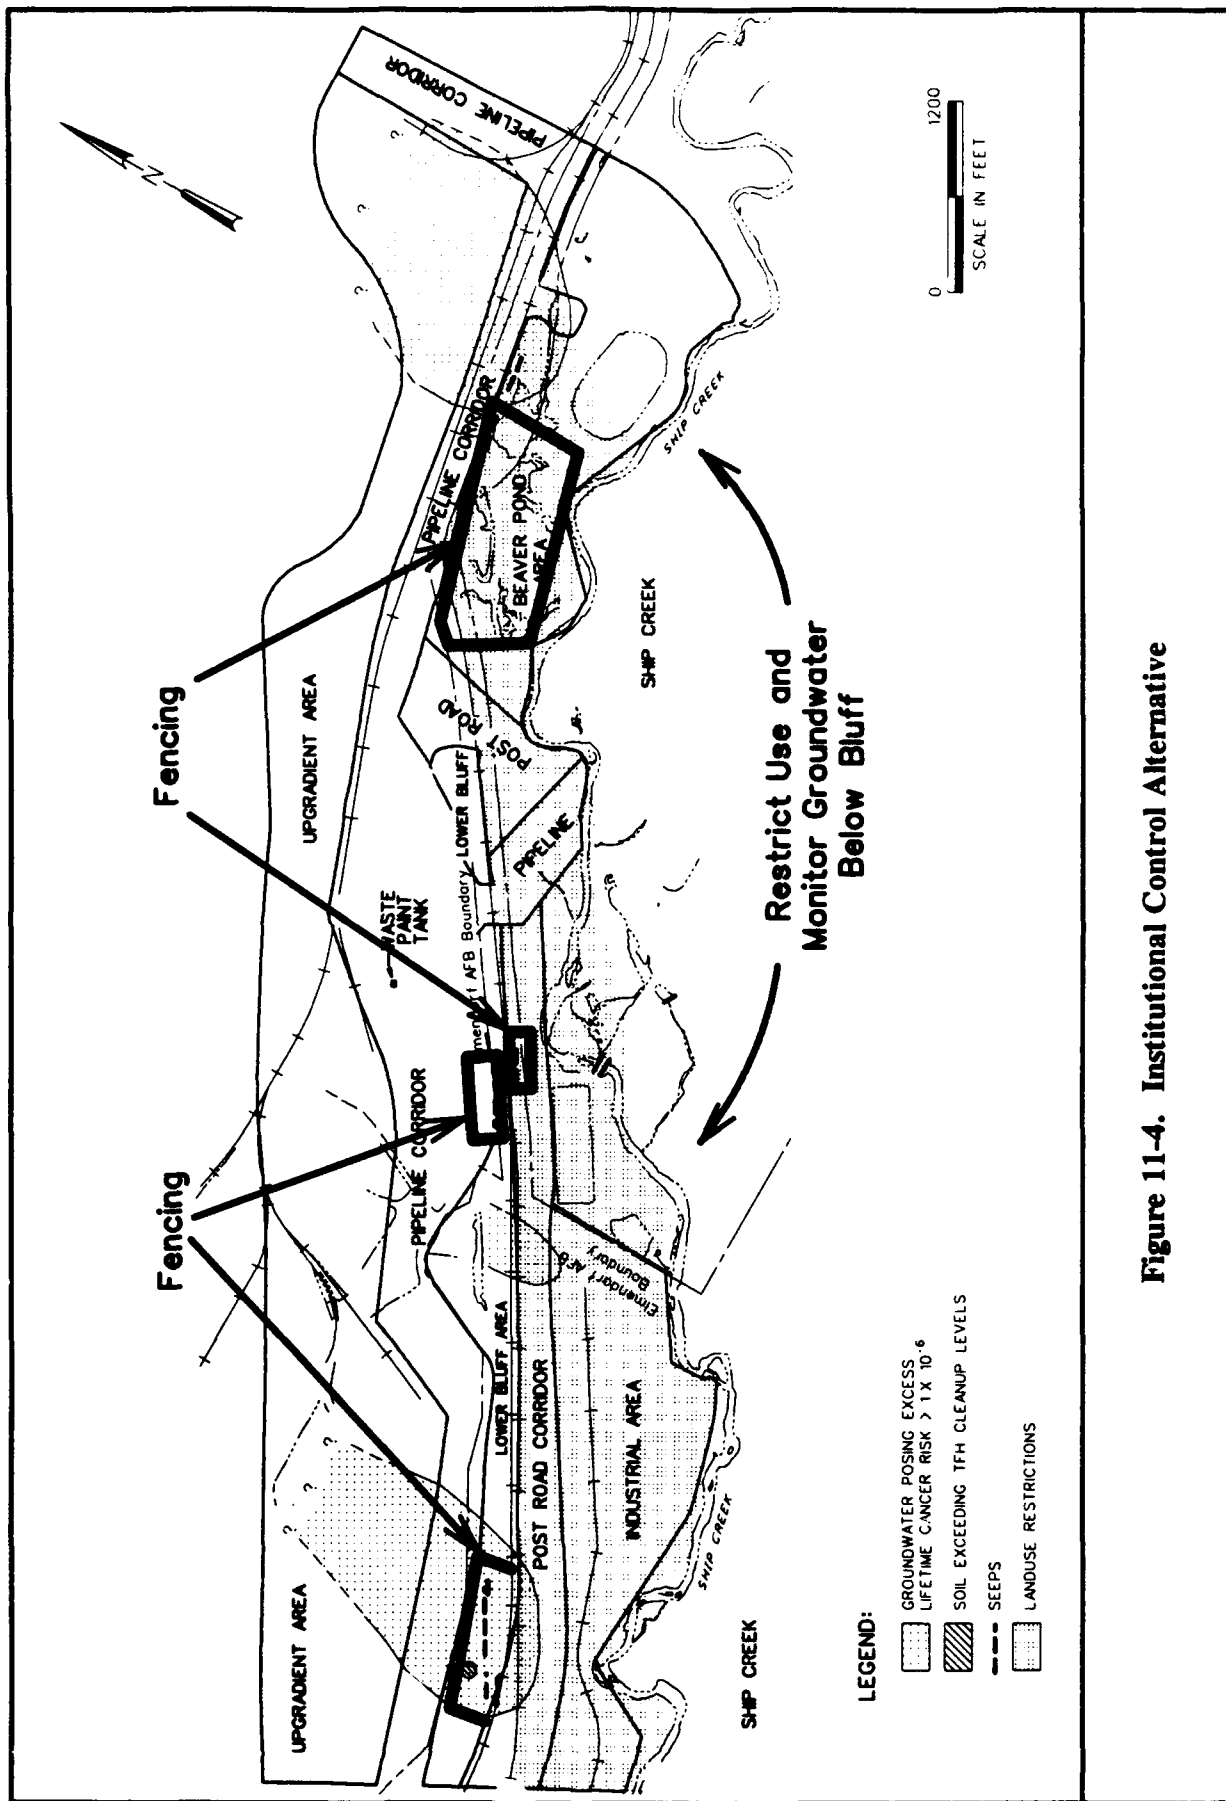 Fencing
Fencing
UPGRADIENT AREA
UPGRADIENT AREA
WASTE
PAINT
TANK
PIPELINE CORRIDOR
PIPELINE CORRIDOR
PIPELINE CORRIDOR
AFB Boundary
LOWER BLUFF
LOWER BLUFF AREA
POST ROAD
POST ROAD CORRIDOR
PIPELINE
BEAVER POND
AREA
INDUSTRIAL AREA
Elmendorf AFB
Boundary
SHIP CREEK
SHIP CREEK
SHIP CREEK
SHIP CREEK
?
?
?
?
?
N
Restrict Use and
Monitor Groundwater
Below Bluff
0 1200
SCALE IN FEET
LEGEND:
GROUNDWATER POSING EXCESS
LIFETIME CANCER RISK > 1 X 10-6
SOIL EXCEEDING TFH CLEANUP LEVELS
SEEPS
LANDUSE RESTRICTIONS
Figure 11-4. Institutional Control Alternative